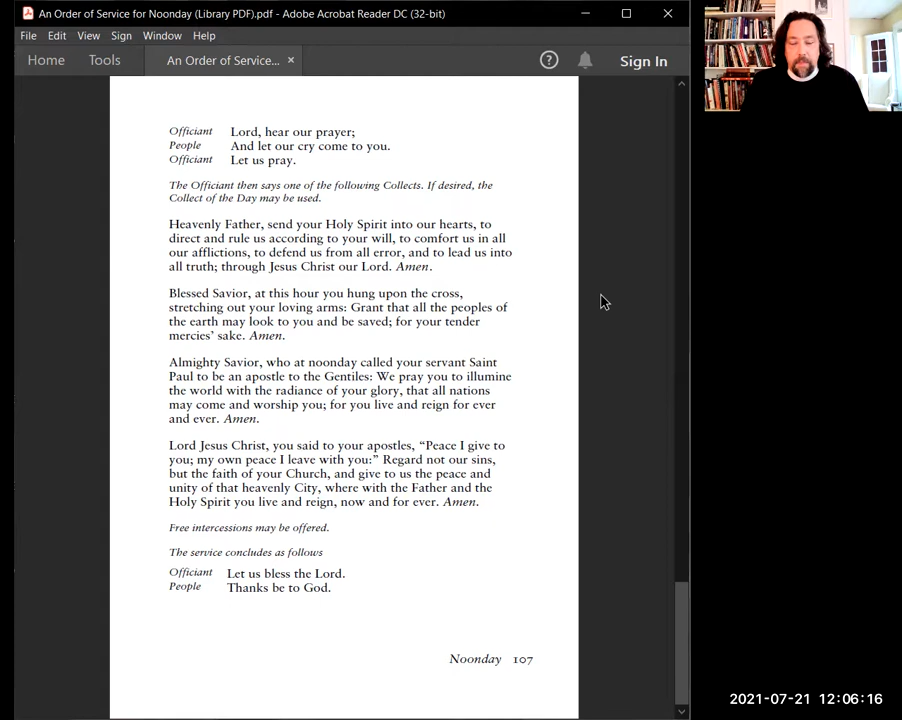 An Order of Service for Noonday (Library PDF).pdf - Adobe Acrobat Reader DC (32-bit)
File Edit View Sign Window Help
Home Tools An Order of Service... × Sign In
Officiant Lord, hear our prayer;
People And let our cry come to you.
Officiant Let us pray.
The Officiant then says one of the following Collects. If desired, the
Collect of the Day may be used.
Heavenly Father, send your Holy Spirit into our hearts, to
direct and rule us according to your will, to comfort us in all
our afflictions, to defend us from all error, and to lead us into
all truth; through Jesus Christ our Lord. Amen.
Blessed Savior, at this hour you hung upon the cross,
stretching out your loving arms: Grant that all the peoples of
the earth may look to you and be saved; for your tender
mercies’ sake. Amen.
Almighty Savior, who at noonday called your servant Saint
Paul to be an apostle to the Gentiles: We pray you to illumine
the world with the radiance of your glory, that all nations
may come and worship you; for you live and reign for ever
and ever. Amen.
Lord Jesus Christ, you said to your apostles, “Peace I give to
you; my own peace I leave with you:” Regard not our sins,
but the faith of your Church, and give to us the peace and
unity of that heavenly City, where with the Father and the
Holy Spirit you live and reign, now and for ever. Amen.
Free intercessions may be offered.
The service concludes as follows
Officiant Let us bless the Lord.
People Thanks be to God.
Noonday 107
2021-07-21 12:06:16